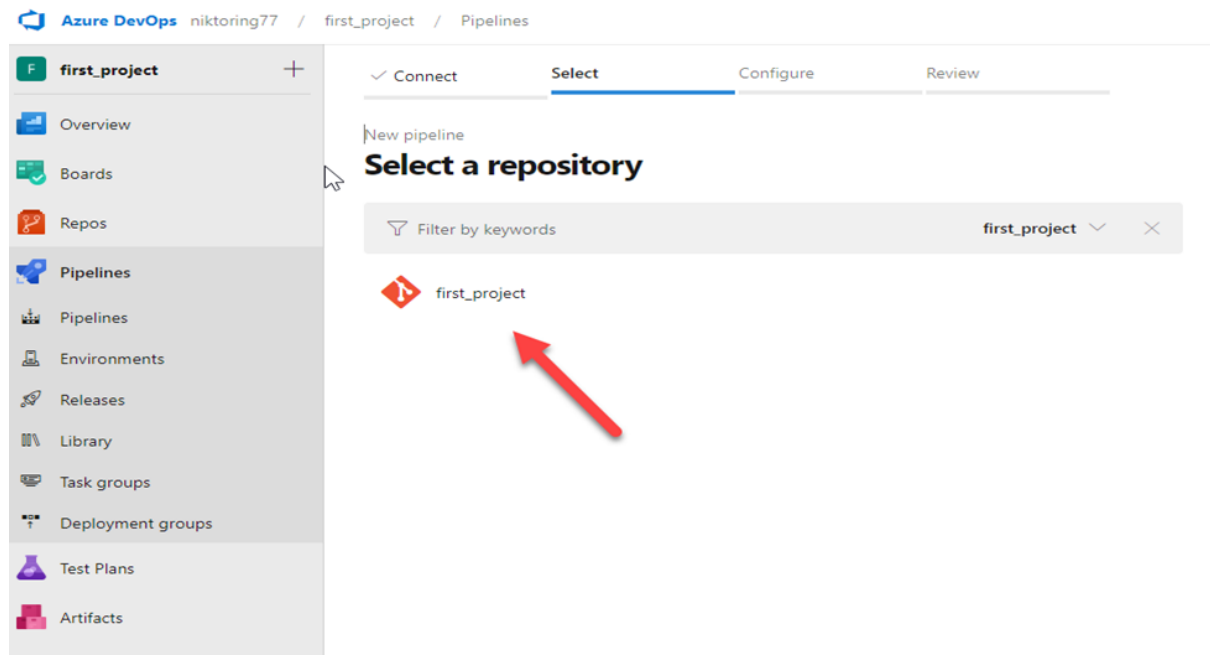 Azure DevOps niktoring77 / first_project / Pipelines
F first_project
Overview
Boards
Repos
Pipelines
Pipelines
Environments
Releases
Library
Task groups
Deployment groups
Test Plans
Artifacts
Connect Select Configure Review
New pipeline
Select a repository
Filter by keywords first_project
first_project